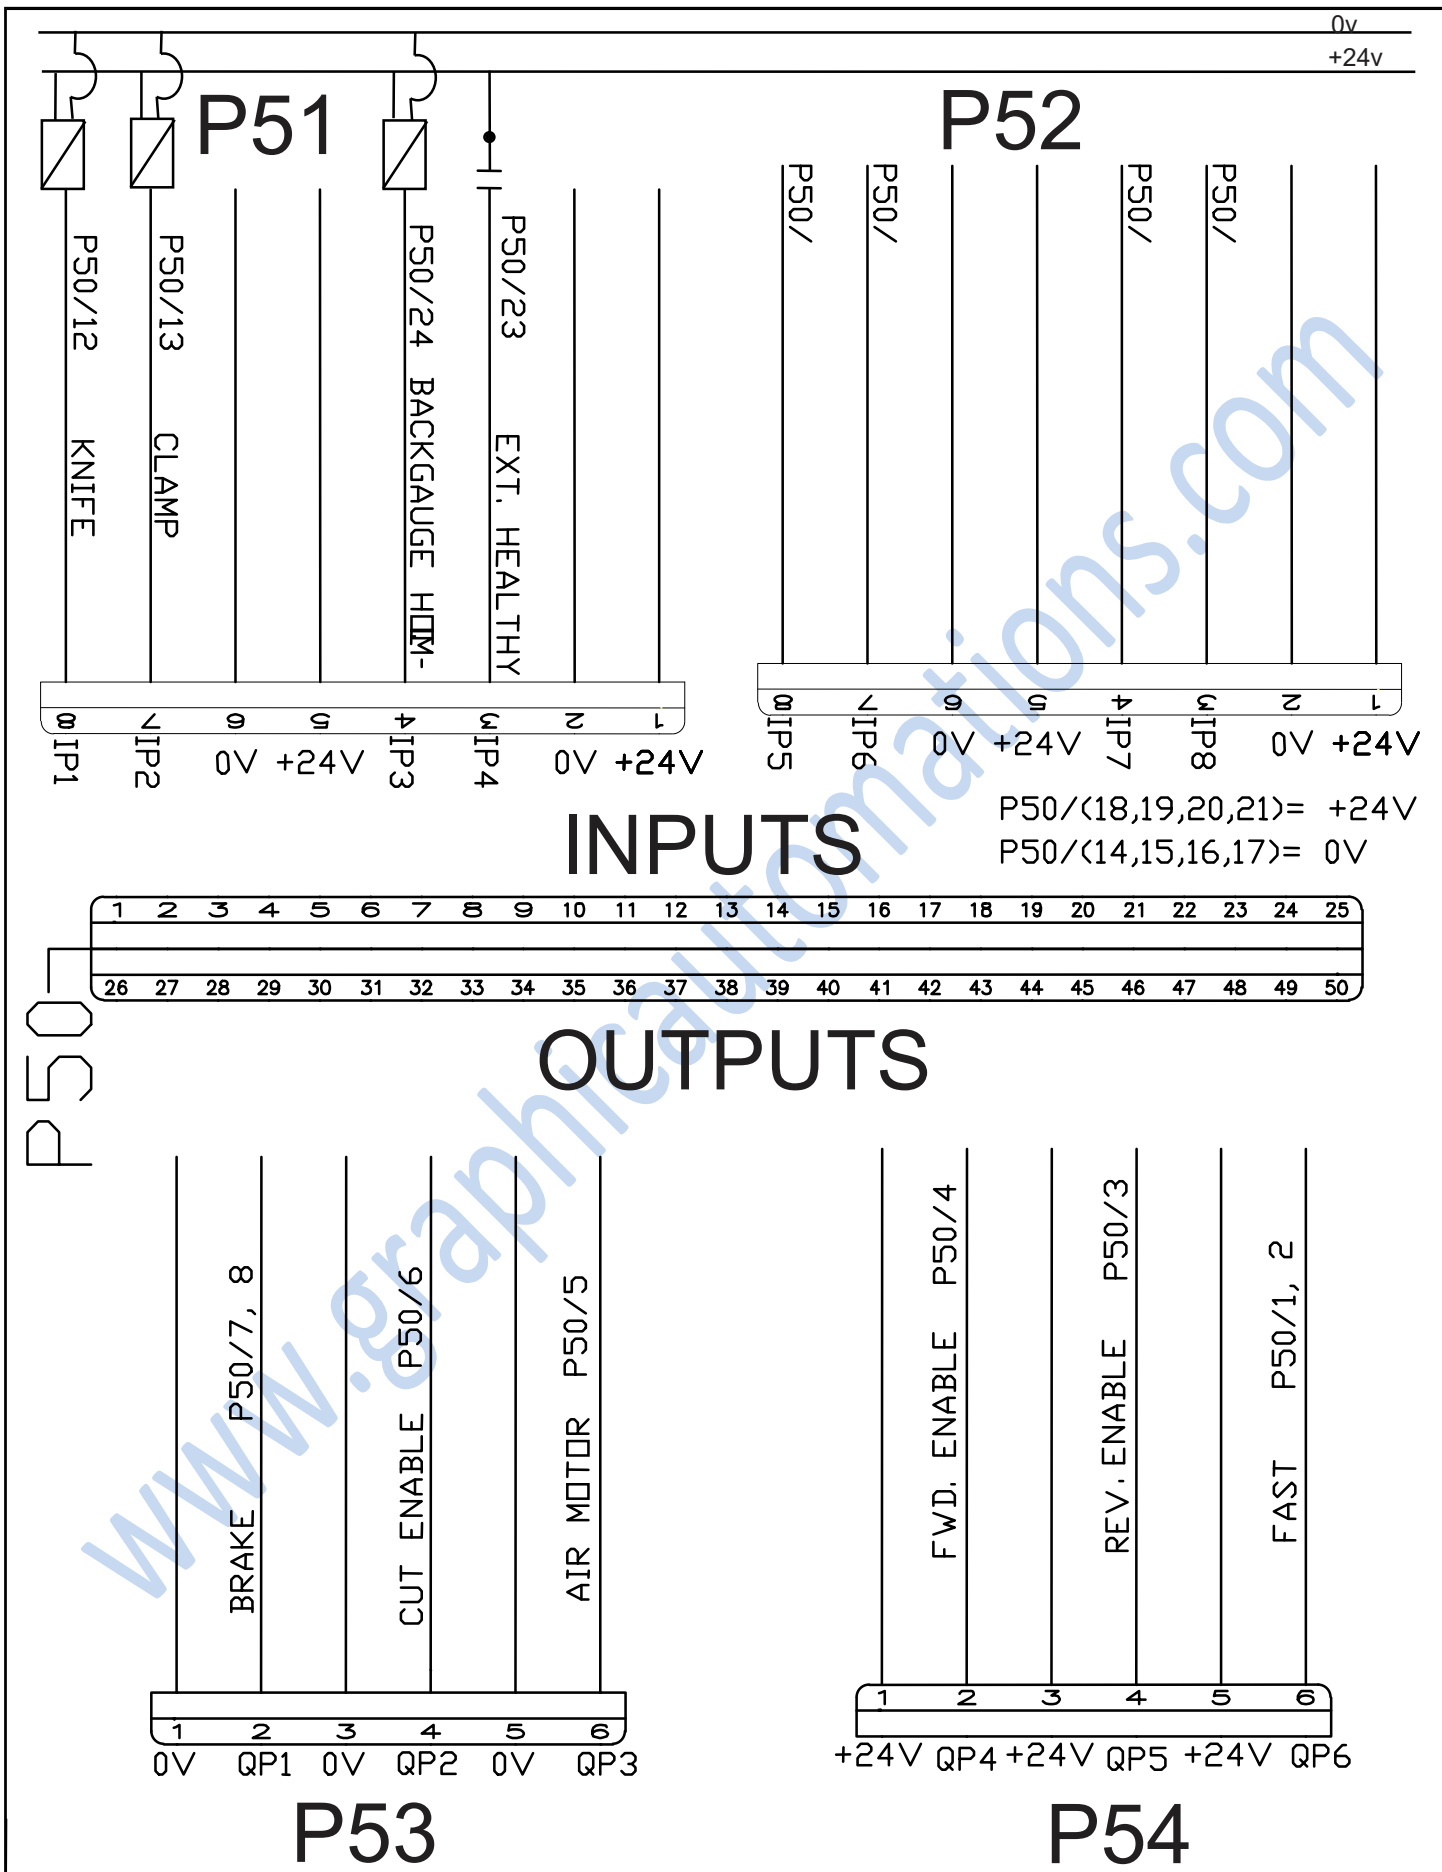 0v
+24v
P51
P52
P50/12 KNIFE
P50/13 CLAMP
P50/24 BACKGAUGE HOM-
P50/23 EXT. HEALTHY
P50/
P50/
P50/
P50/
8 7 6 5 4 3 2 1
IP1 IP2 0V +24V IP3 IP4 0V +24V
8 7 6 5 4 3 2 1
IP5 IP6 0V +24V IP7 IP8 0V +24V
P50/(18,19,20,21)= +24V
P50/(14,15,16,17)= 0V
INPUTS
1 2 3 4 5 6 7 8 9 10 11 12 13 14 15 16 17 18 19 20 21 22 23 24 25
26 27 28 29 30 31 32 33 34 35 36 37 38 39 40 41 42 43 44 45 46 47 48 49 50
P50
OUTPUTS
BRAKE P50/7, 8
CUT ENABLE P50/6
AIR MOTOR P50/5
FWD. ENABLE P50/4
REV. ENABLE P50/3
FAST P50/1, 2
1 2 3 4 5 6
0V QP1 0V QP2 0V QP3
1 2 3 4 5 6
+24V QP4 +24V QP5 +24V QP6
P53
P54
www.graphicautomations.com